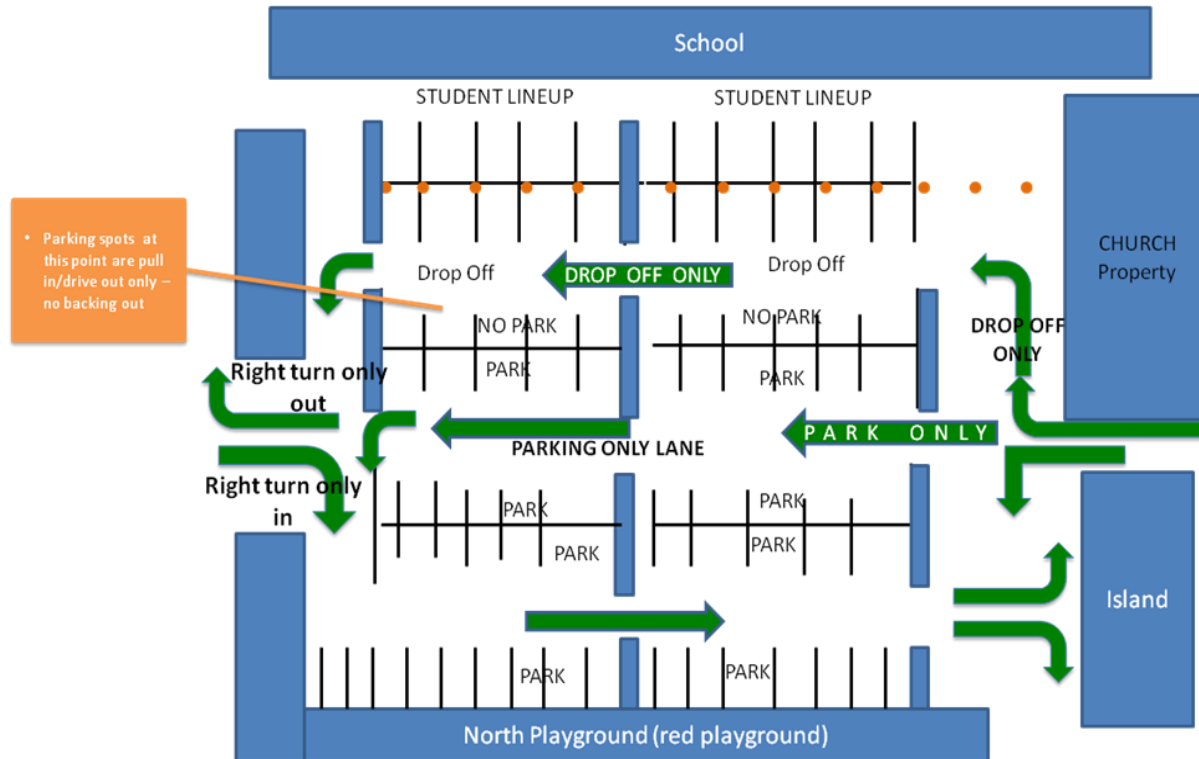 School
STUDENT LINEUP
STUDENT LINEUP
• Parking spots at
this point are pull
in/drive out only –
no backing out
CHURCH
Property
Drop Off
DROP OFF ONLY
Drop Off
NO PARK
PARK
NO PARK
PARK
DROP OFF
ONLY
Right turn only
out
PARKING ONLY LANE
PARK ONLY
Right turn only
in
PARK
PARK
PARK
PARK
Island
PARK
PARK
North Playground (red playground)